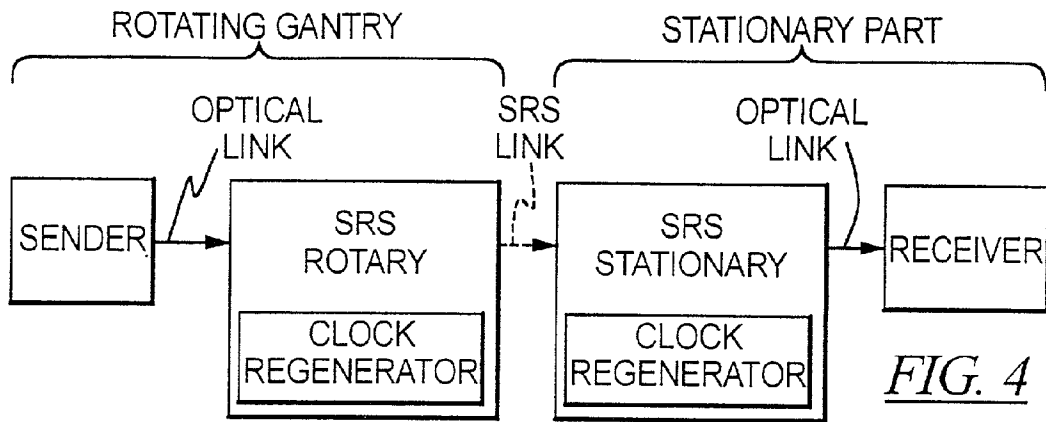 ROTATING GANTRY
STATIONARY PART
OPTICAL
LINK
SRS
LINK
OPTICAL
LINK
SENDER
SRS
ROTARY
CLOCK
REGENERATOR
SRS
STATIONARY
CLOCK
REGENERATOR
RECEIVER
FIG. 4